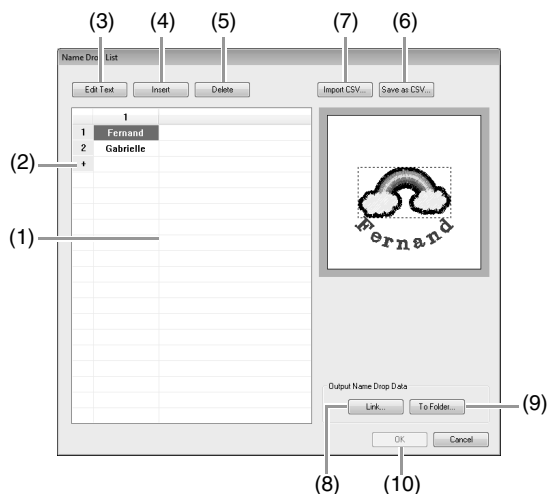 (3) (4) (5) (7) (6)
Name Drop List
Edit Text Insert Delete Import CSV... Save as CSV...
1
1 Fernand
2 Gabrielle
(2) +
(1)
Fernand
Output Name Drop Data
Link... To Folder... (9)
OK Cancel
(8) (10)